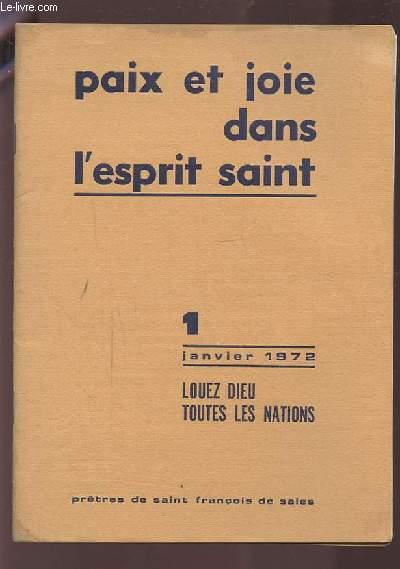 Le-livre.com
paix et joie
dans
l'esprit saint
1
janvier 1972
LOUEZ DIEU
TOUTES LES NATIONS
prêtres de saint françois de sales